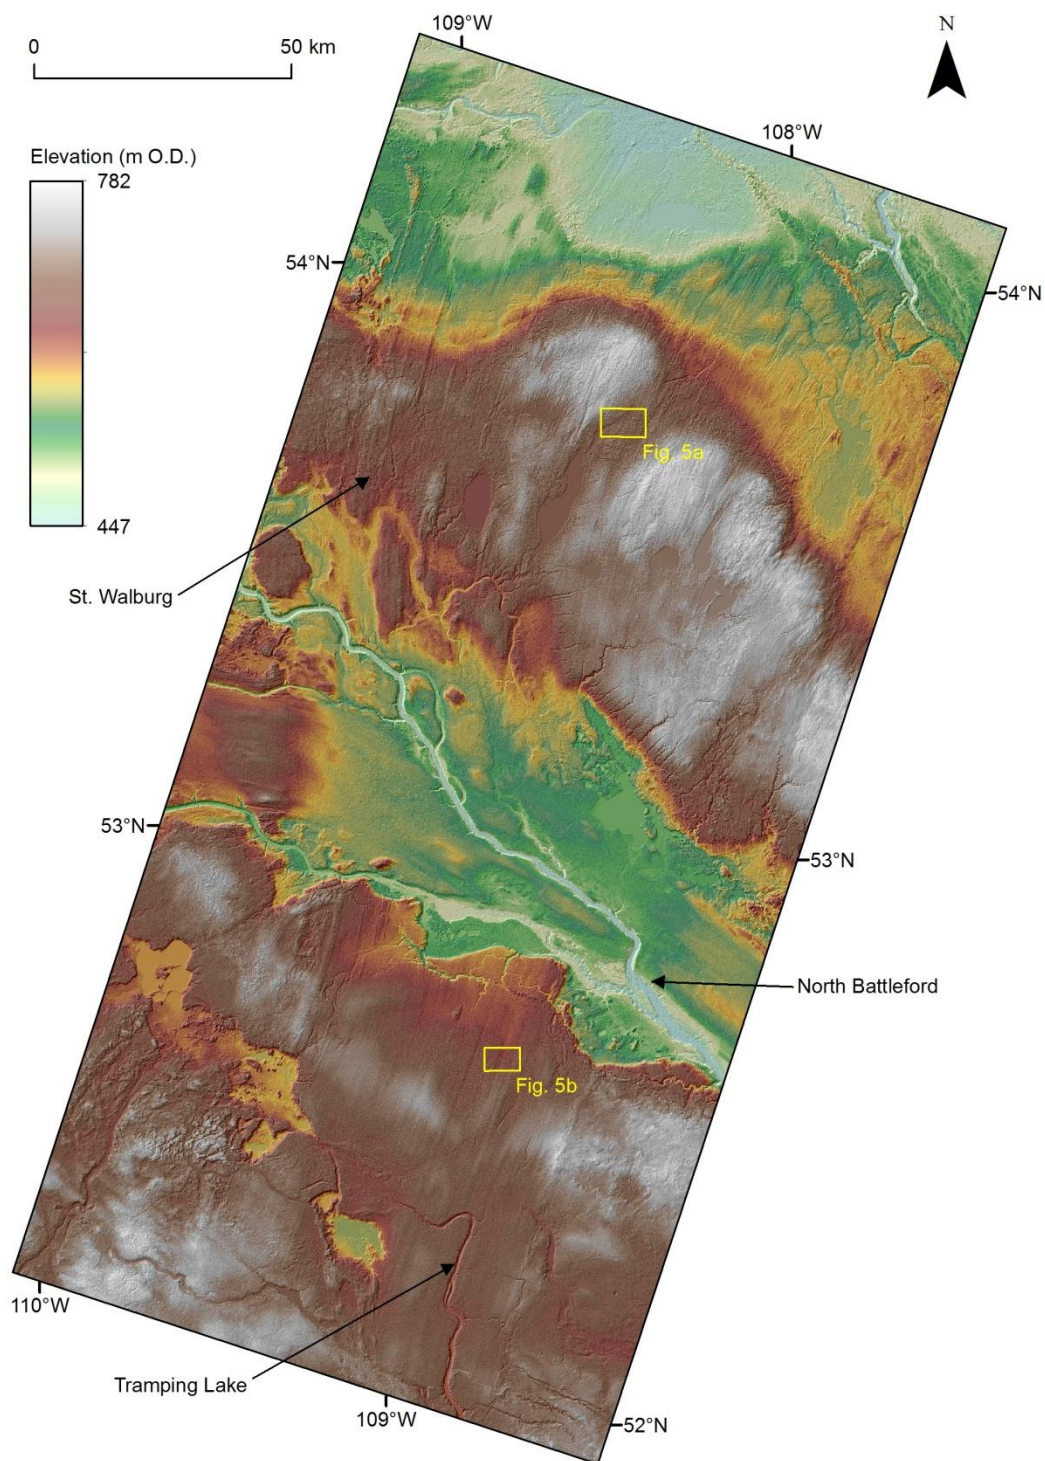 109°W
N
0
50 km
108°W
Elevation (m O.D.)
782
54°N
54°N
Fig. 5a
447
St. Walburg
53°N
53°N
North Battleford
Fig. 5b
110°W
Tramping Lake
109°W
52°N